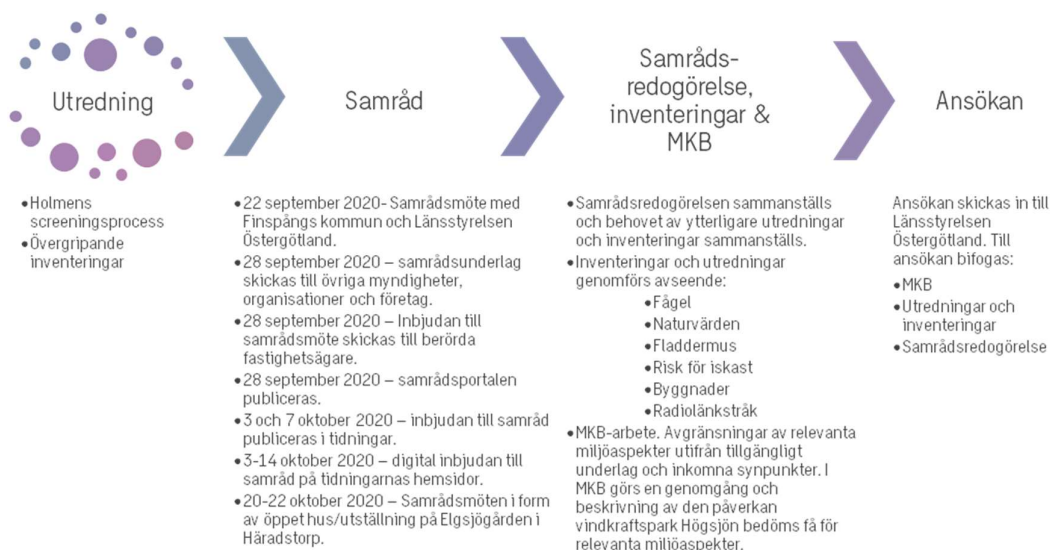 Utredning
• Holmens
screeningsprocess
• Övergripande
inventeringar
Samråd
• 22 september 2020- Samrådsmöte med
Finspångs kommun och Länsstyrelsen
Östergötland.
• 28 september 2020 – samrådsunderlag
skickas till övriga myndigheter,
organisationer och företag.
• 28 september 2020 – Inbjudan till
samrådsmöte skickas till berörda
fastighetsägare.
• 28 september 2020 – samrådsportalen
publiceras.
• 3 och 7 oktober 2020 – inbjudan till samråd
publiceras i tidningar.
• 3-14 oktober 2020 – digital inbjudan till
samråd på tidningarnas hemsidor.
• 20-22 oktober 2020 – Samrådsmöten i form
av öppet hus/utställning på Elgsjögården i
Häradstorp.
Samråds-
redogörelse,
inventeringar &
MKB
• Samrådsredogörelsen sammanställs
och behovet av ytterligare utredningar
och inventeringar sammanställs.
• Inventeringar och utredningar
genomförs avseende:
• Fågel
• Naturvärden
• Fladdermus
• Risk för iskast
• Byggnader
• Radiolänkstråk
• MKB-arbete. Avgränsningar av relevanta
miljöaspekter utifrån tillgängligt
underlag och inkomna synpunkter. I
MKB görs en genomgång och
beskrivning av den påverkan
vindkraftspark Högsjön bedöms få för
relevanta miljöaspekter.
Ansökan
Ansökan skickas in till
Länsstyrelsen
Östergötland. Till
ansökan bifogas:
• MKB
• Utredningar och
inventeringar
• Samrådsredogörelse